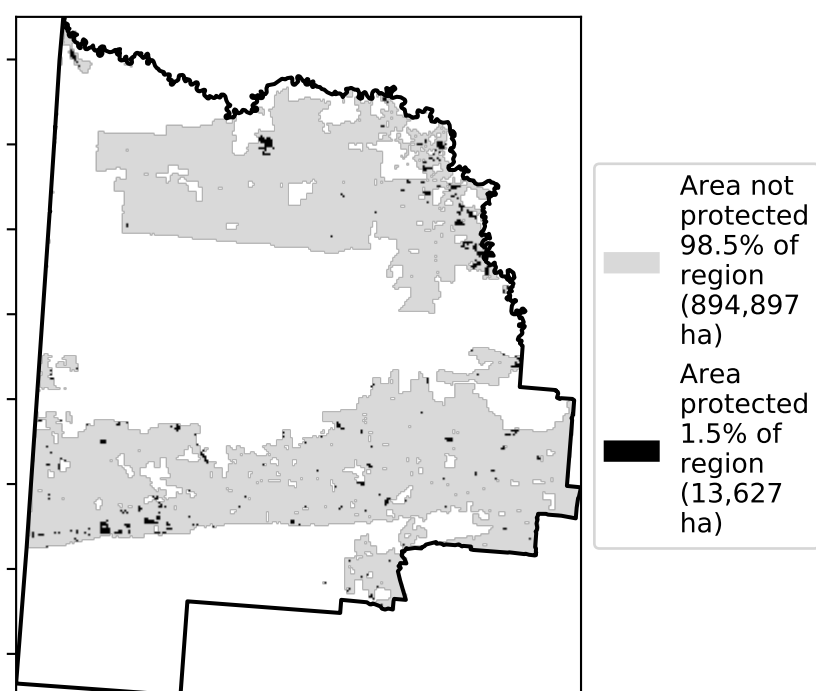 Area not
protected
98.5% of
region
(894,897
ha)
Area
protected
1.5% of
region
(13,627
ha)